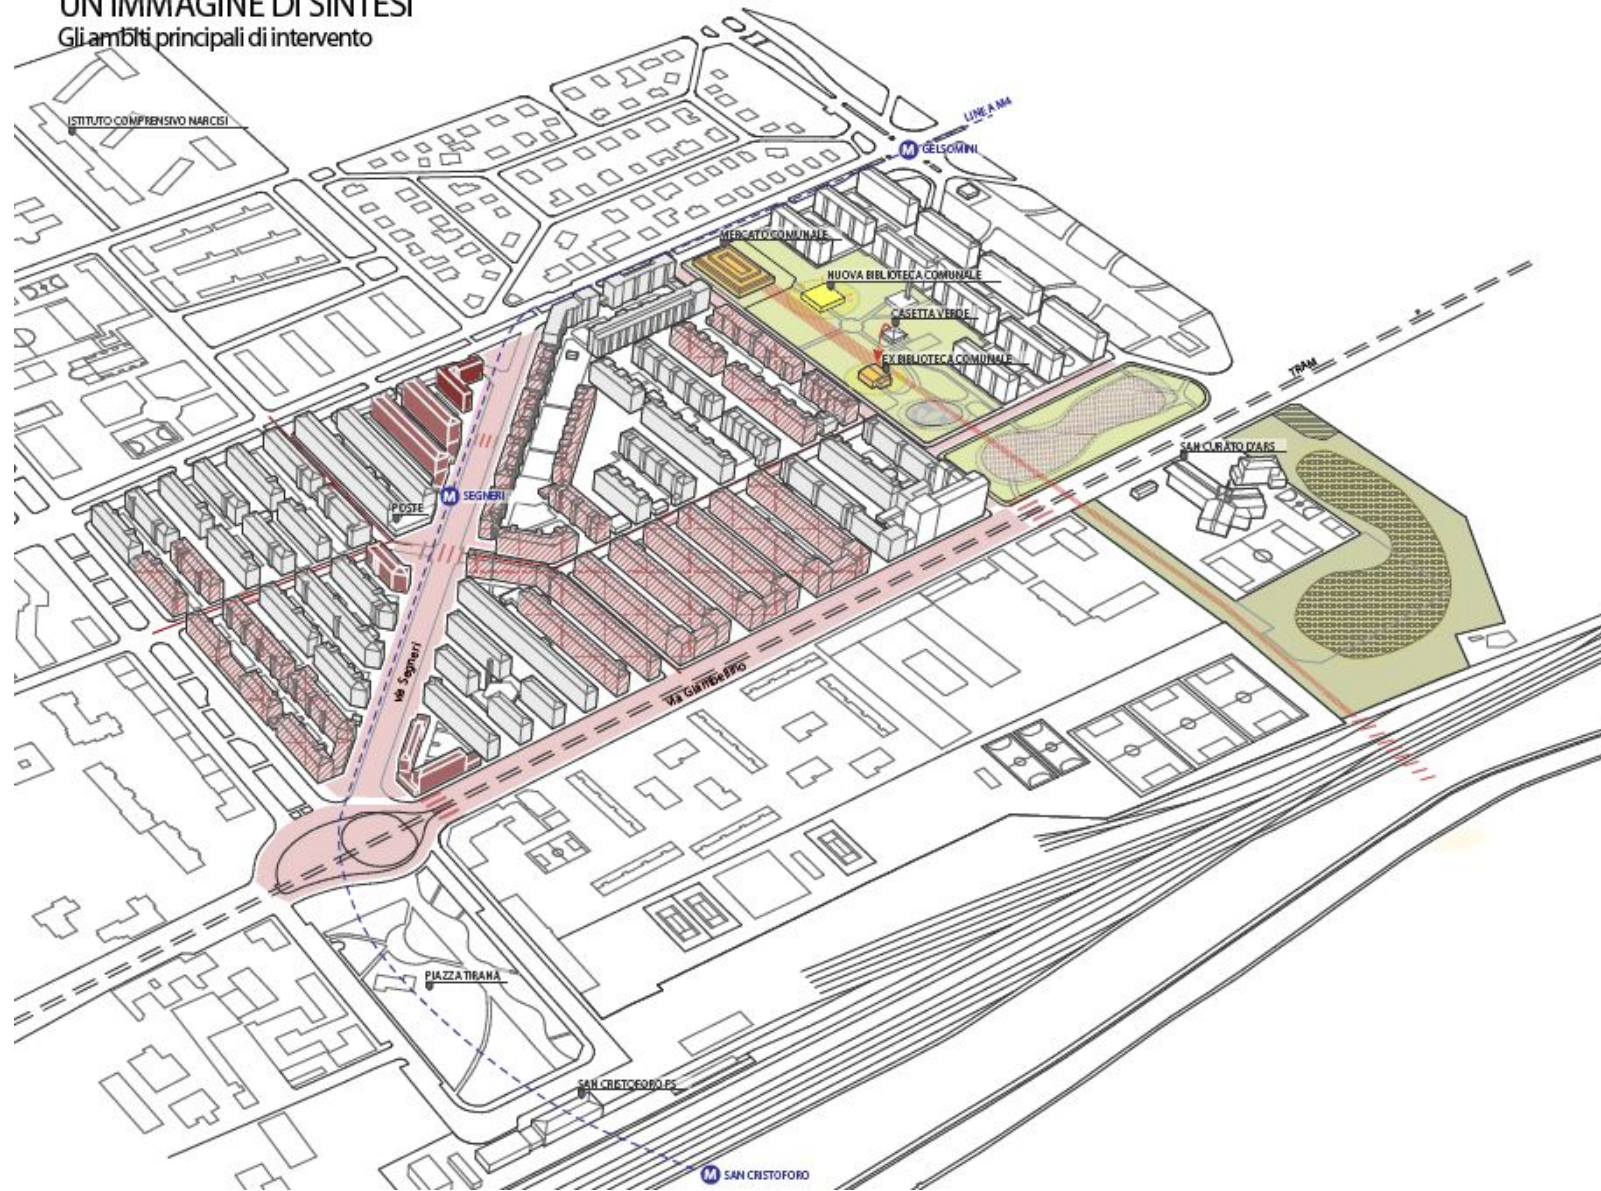 UN IMMAGINE DI SINTESI
Gli ambiti principali di intervento
LINEA M4
ISTITUTO COMPRENSIVO NARCISI
M GELSOMINI
MERCATO COMUNALE
NUOVA BIBLIOTECA COMUNALE
CASETTA VERDE
EX BIBLIOTECA COMUNALE
TRAM
SAN CURATO D'ARS
M SEGNERI
POSTE
via Segneri
Via Giambellino
PIAZZA TIRANA
SAN CRISTOFORO FS
M SAN CRISTOFORO